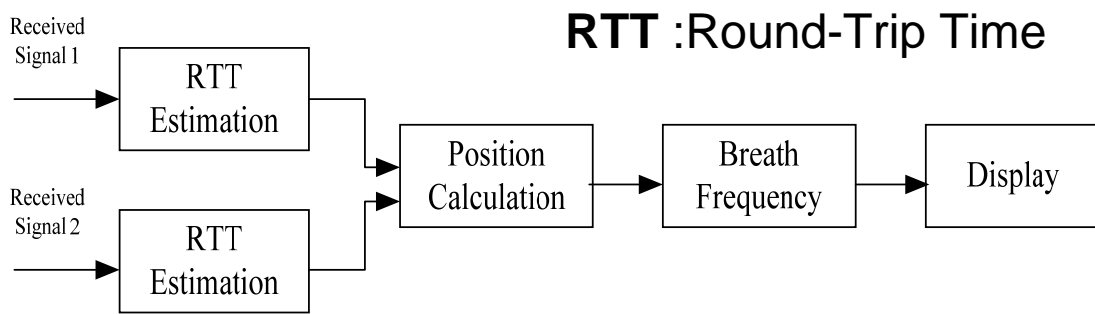 RTT :Round-Trip Time
Received
Signal 1
RTT
Estimation
Received
Signal 2
RTT
Estimation
Position
Calculation
Breath
Frequency
Display